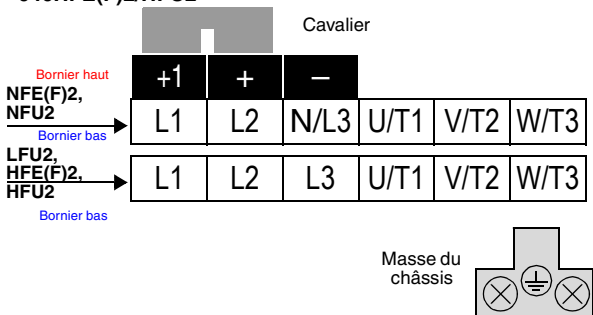 Cavalier
Bornier haut
+1 + −
NFE(F)2,
NFU2
L1 L2 N/L3 U/T1 V/T2 W/T3
Bornier bas
LFU2,
HFE(F)2,
HFU2
L1 L2 L3 U/T1 V/T2 W/T3
Bornier bas
Masse du
châssis